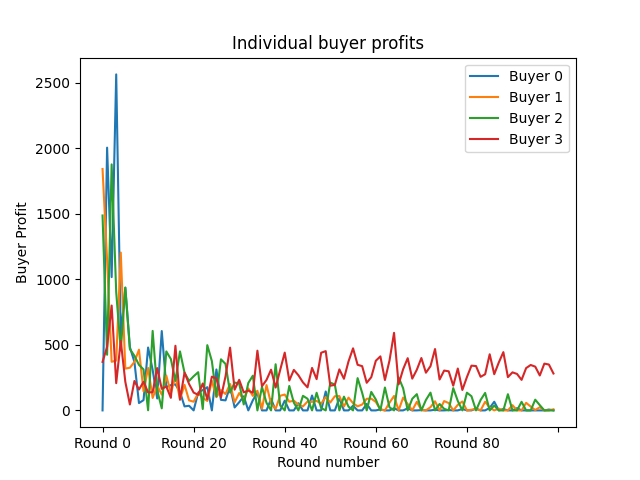 Individual buyer profits
Buyer 0
Buyer 1
Buyer 2
Buyer 3
Buyer Profit
2500
2000
1500
1000
500
0
Round 0 Round 20 Round 40 Round 60 Round 80
Round number